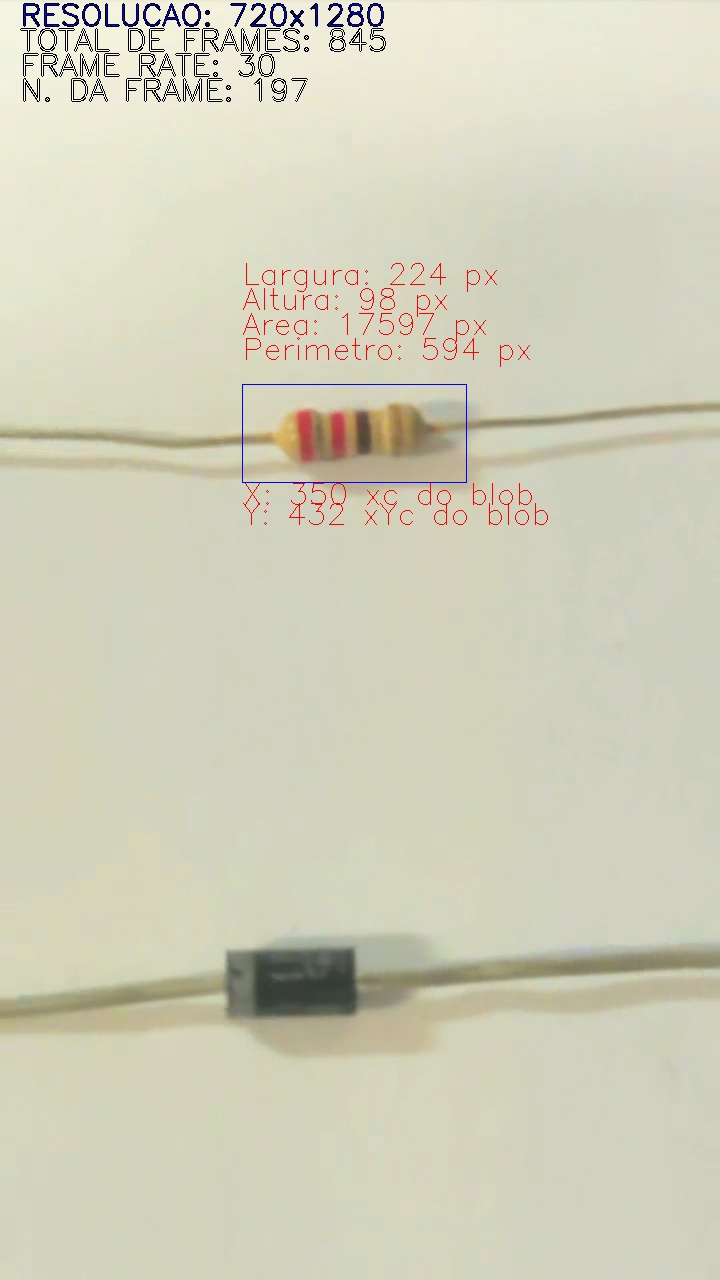 RESOLUCAO: 720x1280
TOTAL DE FRAMES: 845
FRAME RATE: 30
N. DA FRAME: 197
Largura: 224 px
Altura: 98 px
Area: 17597 px
Perimetro: 594 px
X: 350 xc do blob
Y: 432 xYc do blob